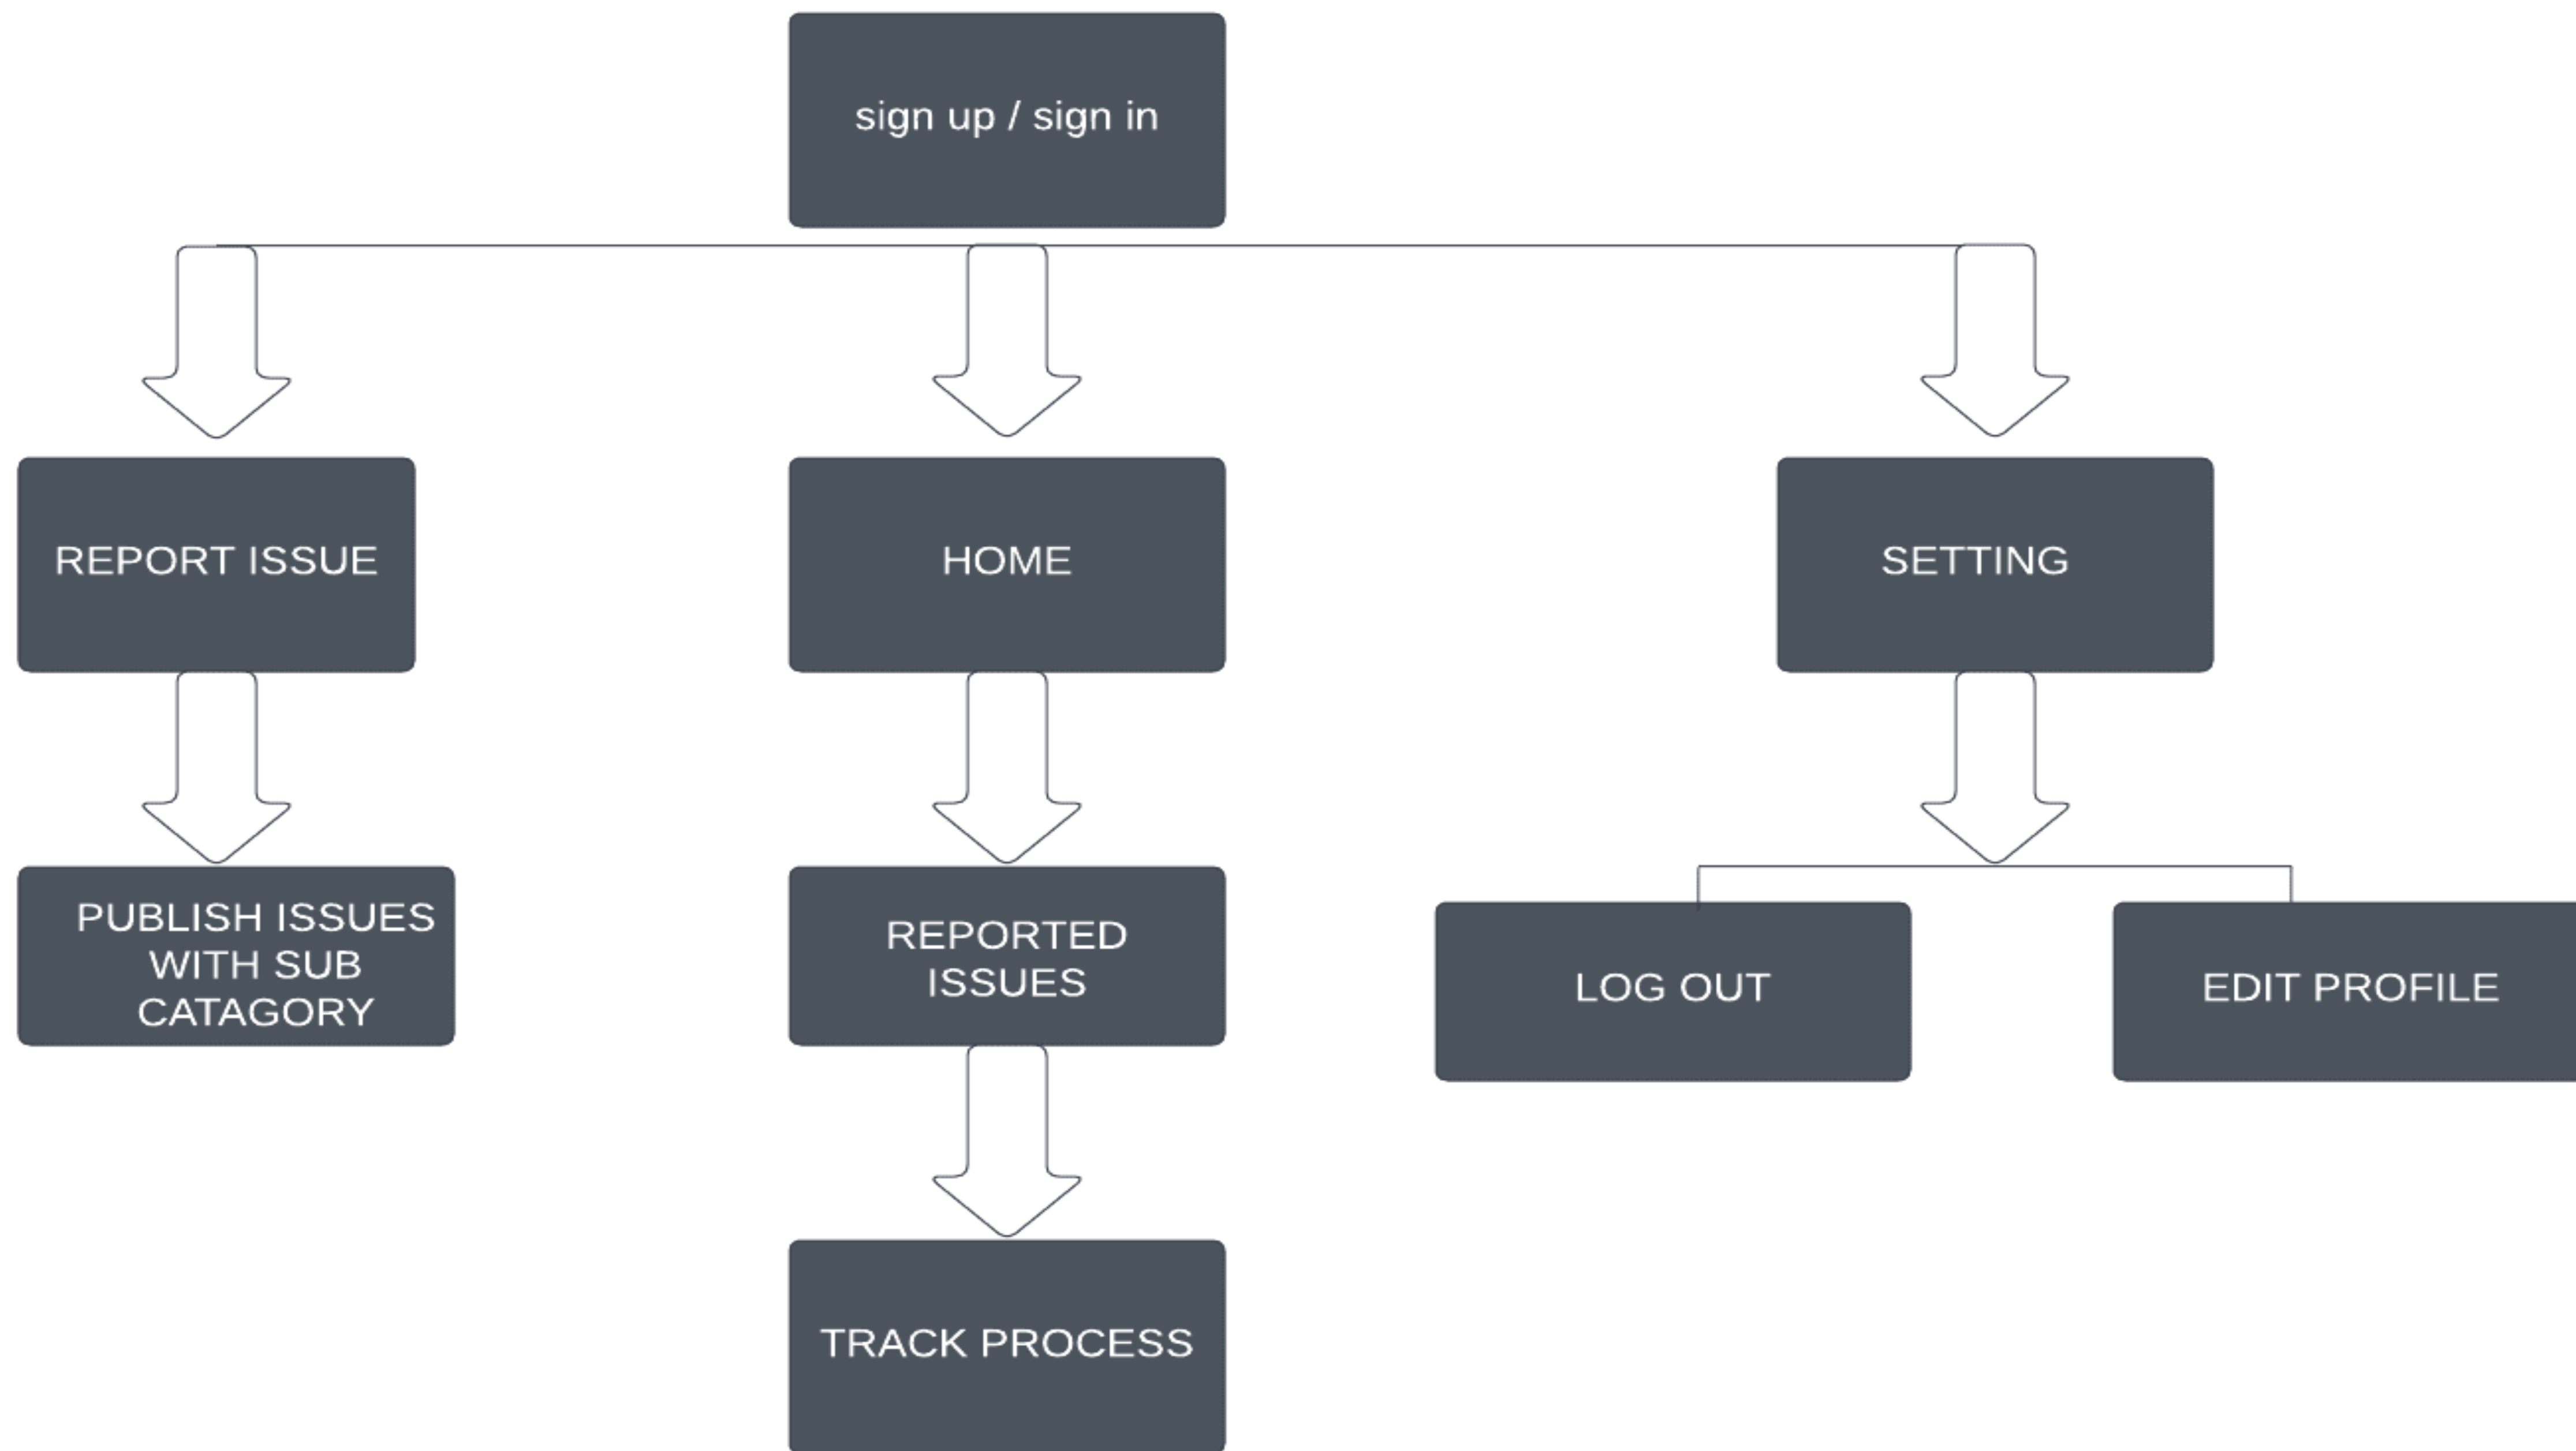 sign up / sign in
REPORT ISSUE
HOME
SETTING
PUBLISH ISSUES
WITH SUB
CATAGORY
REPORTED
ISSUES
LOG OUT
EDIT PROFILE
TRACK PROCESS